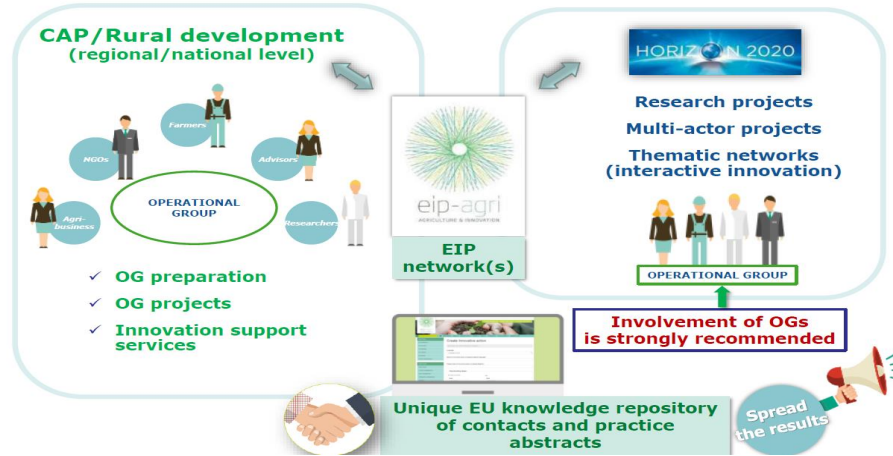 CAP/Rural development
(regional/national level)
Farmers
NGOs
Advisors
OPERATIONAL
GROUP
Agri-
business
Researchers
✓ OG preparation
✓ OG projects
✓ Innovation support
services
eip-agri
AGRICULTURE & INNOVATION
EIP
network(s)
HORIZON 2020
Research projects
Multi-actor projects
Thematic networks
(interactive innovation)
OPERATIONAL GROUP
Involvement of OGs
is strongly recommended
Unique EU knowledge repository
of contacts and practice
abstracts
Spread
the results